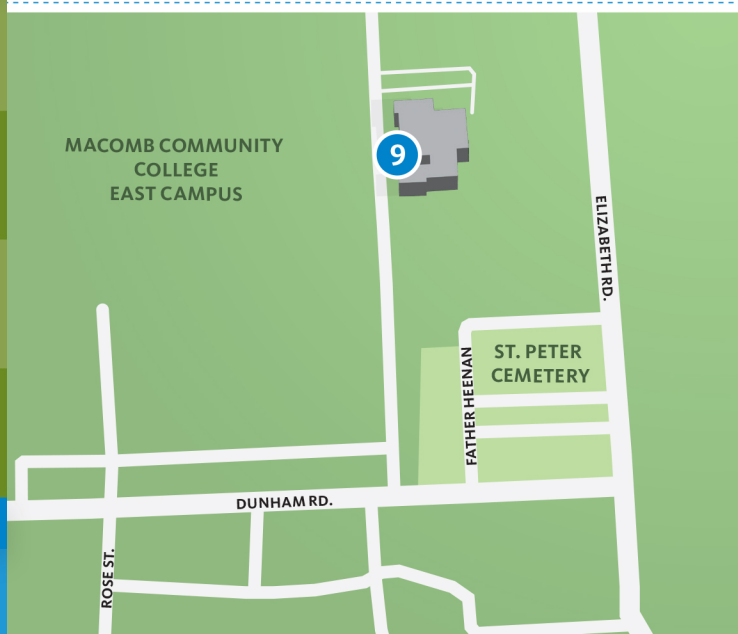 MACOMB COMMUNITY
COLLEGE
EAST CAMPUS
9
ELIZABETH RD.
ST. PETER
CEMETERY
FATHER HEENAN
DUNHAM RD.
ROSE ST.